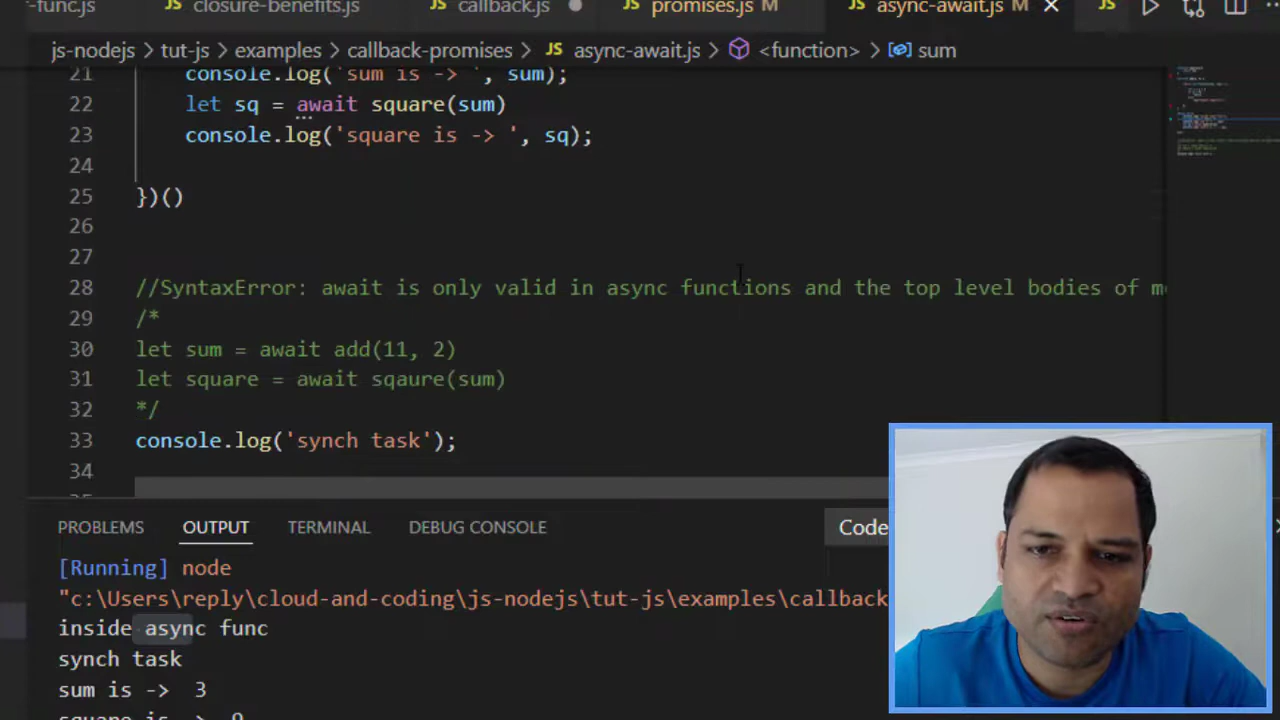 -func.js closure-benefits.js callback.js promises.js M async-await.js M
js-nodejs > tut-js > examples > callback-promises > JS async-await.js > <function> > sum
21 console.log('sum is -> ', sum);
22 let sq = await square(sum)
23 console.log('square is -> ', sq);
24
25 })()
26
27
28 //SyntaxError: await is only valid in async functions and the top level bodies of m
29 /*
30 let sum = await add(11, 2)
31 let square = await sqaure(sum)
32 */
33 console.log('synch task');
34
PROBLEMS OUTPUT TERMINAL DEBUG CONSOLE Code
[Running] node
"c:\Users\reply\cloud-and-coding\js-nodejs\tut-js\examples\callback
inside async func
synch task
sum is -> 3
square is -> 9